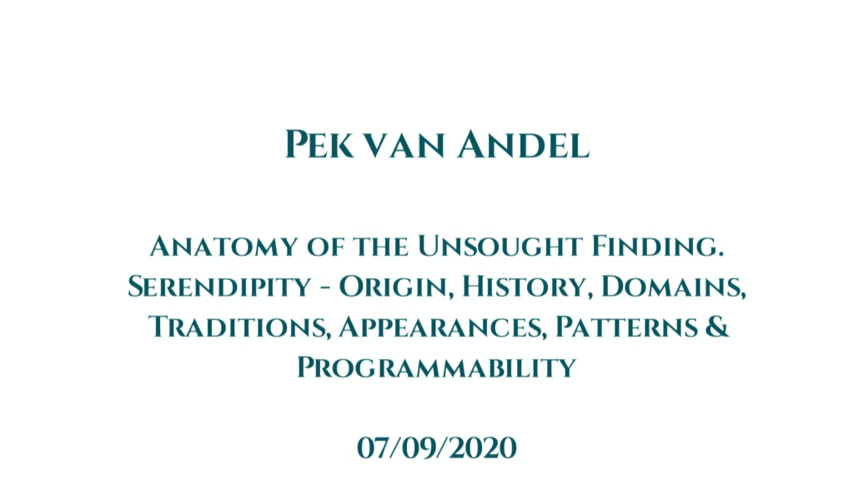 Pek van Andel
Anatomy of the Unsought Finding.
Serendipity - Origin, History, Domains,
Traditions, Appearances, Patterns &
Programmability
07/09/2020